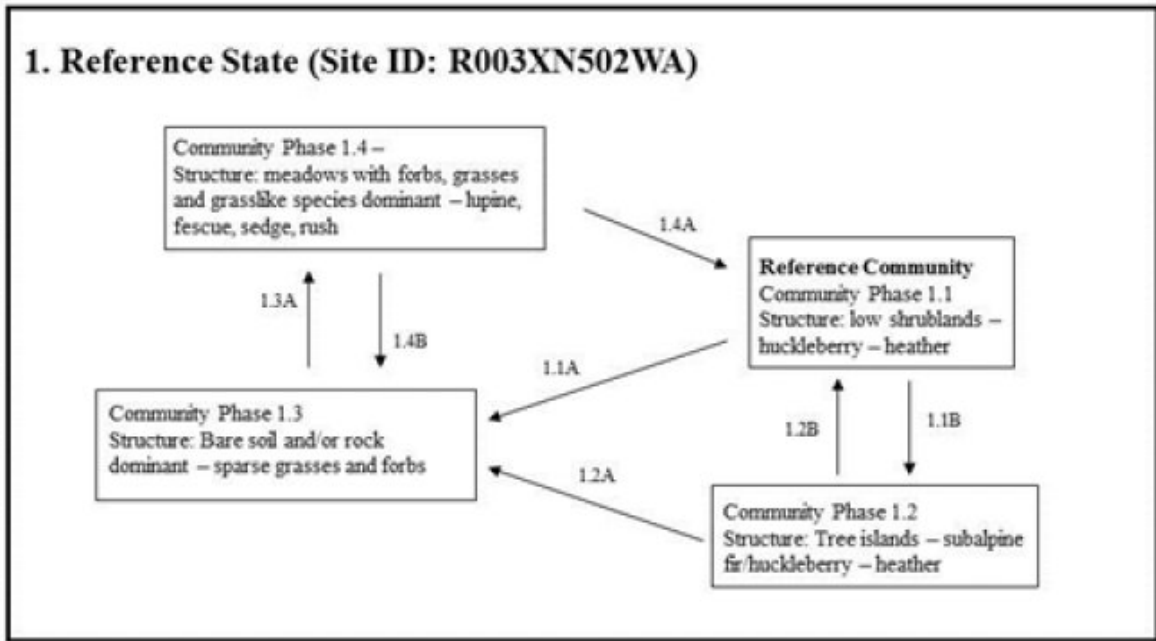 1. Reference State (Site ID: R003XN502WA)
Community Phase 1.4 –
Structure: meadows with forbs, grasses
and grasslike species dominant – lupine,
fescue, sedge, rush
1.4A
Reference Community
Community Phase 1.1
Structure: low shrublands –
huckleberry – heather
1.3A
1.4B
1.1A
Community Phase 1.3
Structure: Bare soil and/or rock
dominant – sparse grasses and forbs
1.2B
1.1B
1.2A
Community Phase 1.2
Structure: Tree islands – subalpine
fir/huckleberry – heather